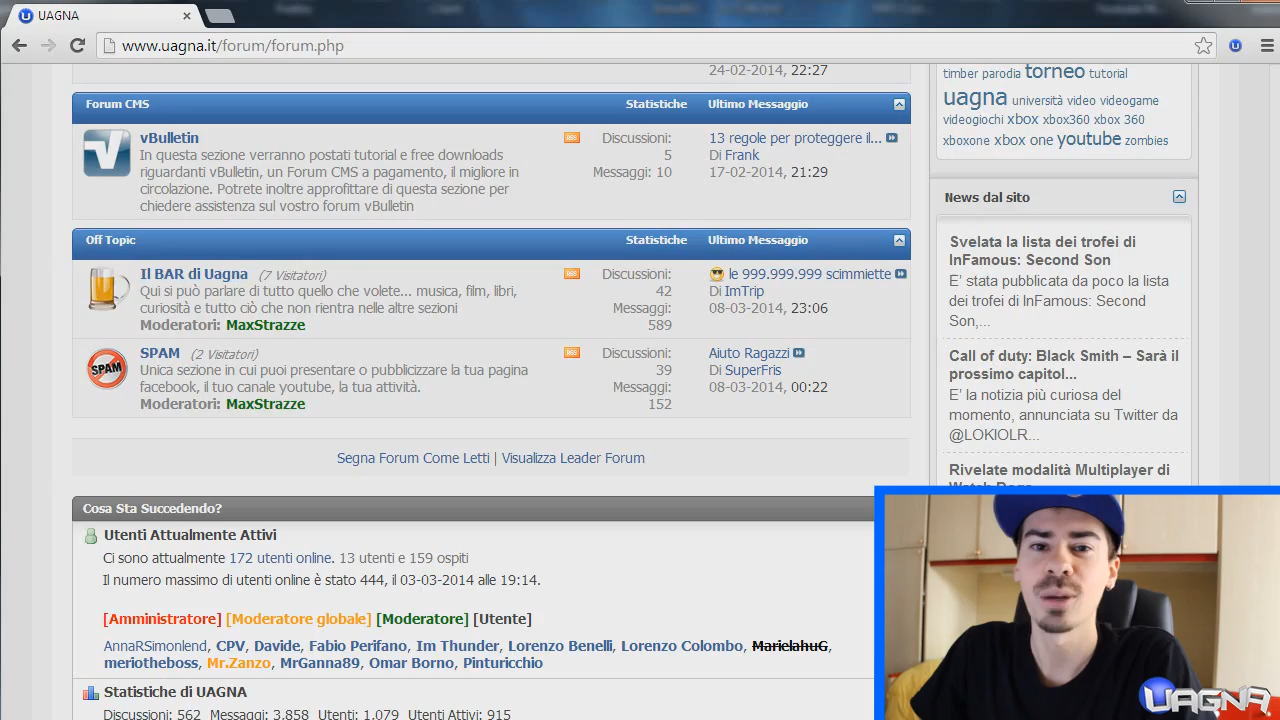 UAGNA
www.uagna.it/forum/forum.php
24-02-2014, 22:27
Forum CMS Statistiche Ultimo Messaggio
vBulletin
In questa sezione verranno postati tutorial e free downloads
riguardanti vBulletin, un Forum CMS a pagamento, il migliore in
circolazione. Potrete inoltre approfittare di questa sezione per
chiedere assistenza sul vostro forum vBulletin
RSS
Discussioni:
5
Messaggi: 10
13 regole per proteggere il...
Di Frank
17-02-2014, 21:29
Off Topic Statistiche Ultimo Messaggio
Il BAR di Uagna (7 Visitatori)
Qui si può parlare di tutto quello che volete... musica, film, libri,
curiosità e tutto ciò che non rientra nelle altre sezioni
Moderatori: MaxStrazze
RSS
Discussioni:
42
Messaggi:
589
le 999.999.999 scimmiette
Di ImTrip
08-03-2014, 23:06
SPAM
SPAM (2 Visitatori)
Unica sezione in cui puoi presentare o pubblicizzare la tua pagina
facebook, il tuo canale youtube, la tua attività.
Moderatori: MaxStrazze
RSS
Discussioni:
39
Messaggi:
152
Aiuto Ragazzi
Di SuperFris
08-03-2014, 00:22
Segna Forum Come Letti | Visualizza Leader Forum
Cosa Sta Succedendo?
Utenti Attualmente Attivi
Ci sono attualmente 172 utenti online. 13 utenti e 159 ospiti
Il numero massimo di utenti online è stato 444, il 03-03-2014 alle 19:14.
[Amministratore] [Moderatore globale] [Moderatore] [Utente]
AnnaRSimonlend, CPV, Davide, Fabio Perifano, Im Thunder, Lorenzo Benelli, Lorenzo Colombo, MarielahuG,
meriotheboss, Mr.Zanzo, MrGanna89, Omar Borno, Pinturicchio
Statistiche di UAGNA
Discussioni: 562 Messaggi: 3.858 Utenti: 1.079 Utenti Attivi: 915
timber parodia torneo tutorial
uagna università video videogame
videogiochi xbox xbox360 xbox 360
xboxone xbox one youtube zombies
News dal sito
Svelata la lista dei trofei di
InFamous: Second Son
E' stata pubblicata da poco la lista
dei trofei di InFamous: Second
Son,...
Call of duty: Black Smith – Sarà il
prossimo capitol...
E' la notizia più curiosa del
momento, annunciata su Twitter da
@LOKIOLR...
Rivelate modalità Multiplayer di
Watch Dogs
UAGNA